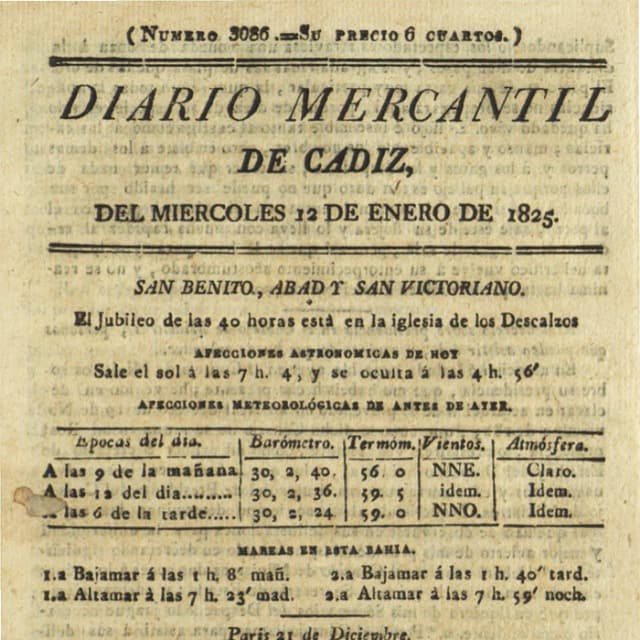 (Numero 3086.=Su precio 6 cuartos.)
DIARIO MERCANTIL
DE CADIZ,
DEL MIERCOLES 12 DE ENERO DE 1825.
SAN BENITO., ABAD Y SAN VICTORIANO.
El Jubileo de las 40 horas está en la iglesia de los Descalzos
AFECCIONES ASTRONOMICAS DE HOY
Sale el sol á las 7 h. 4', y se oculta á las 4 h. 56'
AFECCIONES METEOROLÓGICAS DE ANTES DE AYER.
Epocas del dia. Barómetro. Termóm. Vientos. Atmósfera.
A las 9 de la mañana 30, 2, 40. 56. 0 NNE. Claro.
A las 12 del dia......... 30, 2, 36. 59. 5 idem. Idem.
A las 6 de la tarde..... 30, 2, 24 59. 0 NNO. Idem.
MAREAS EN ESTA BAHIA.
1.a Bajamar á las 1 h. 8' mañ. 2.a Bajamar á las 1 h. 40' tard.
1.a Altamar á las 7 h. 23' mad. 2.a Altamar á las 7 h. 59' noch.
Paris 21 de Diciembre.